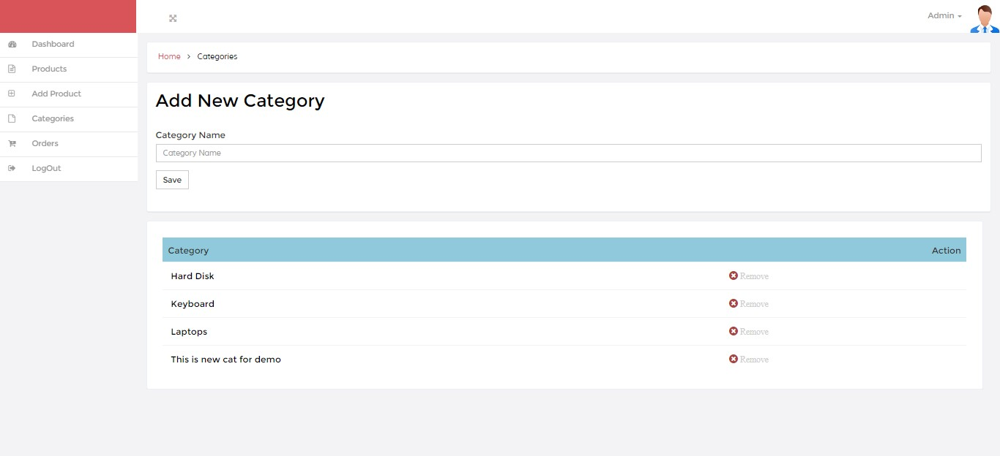 Admin
Dashboard
Products
Add Product
Categories
Orders
LogOut
Home > Categories
Add New Category
Category Name
Category Name
Save
Category Action
Hard Disk Remove
Keyboard Remove
Laptops Remove
This is new cat for demo Remove